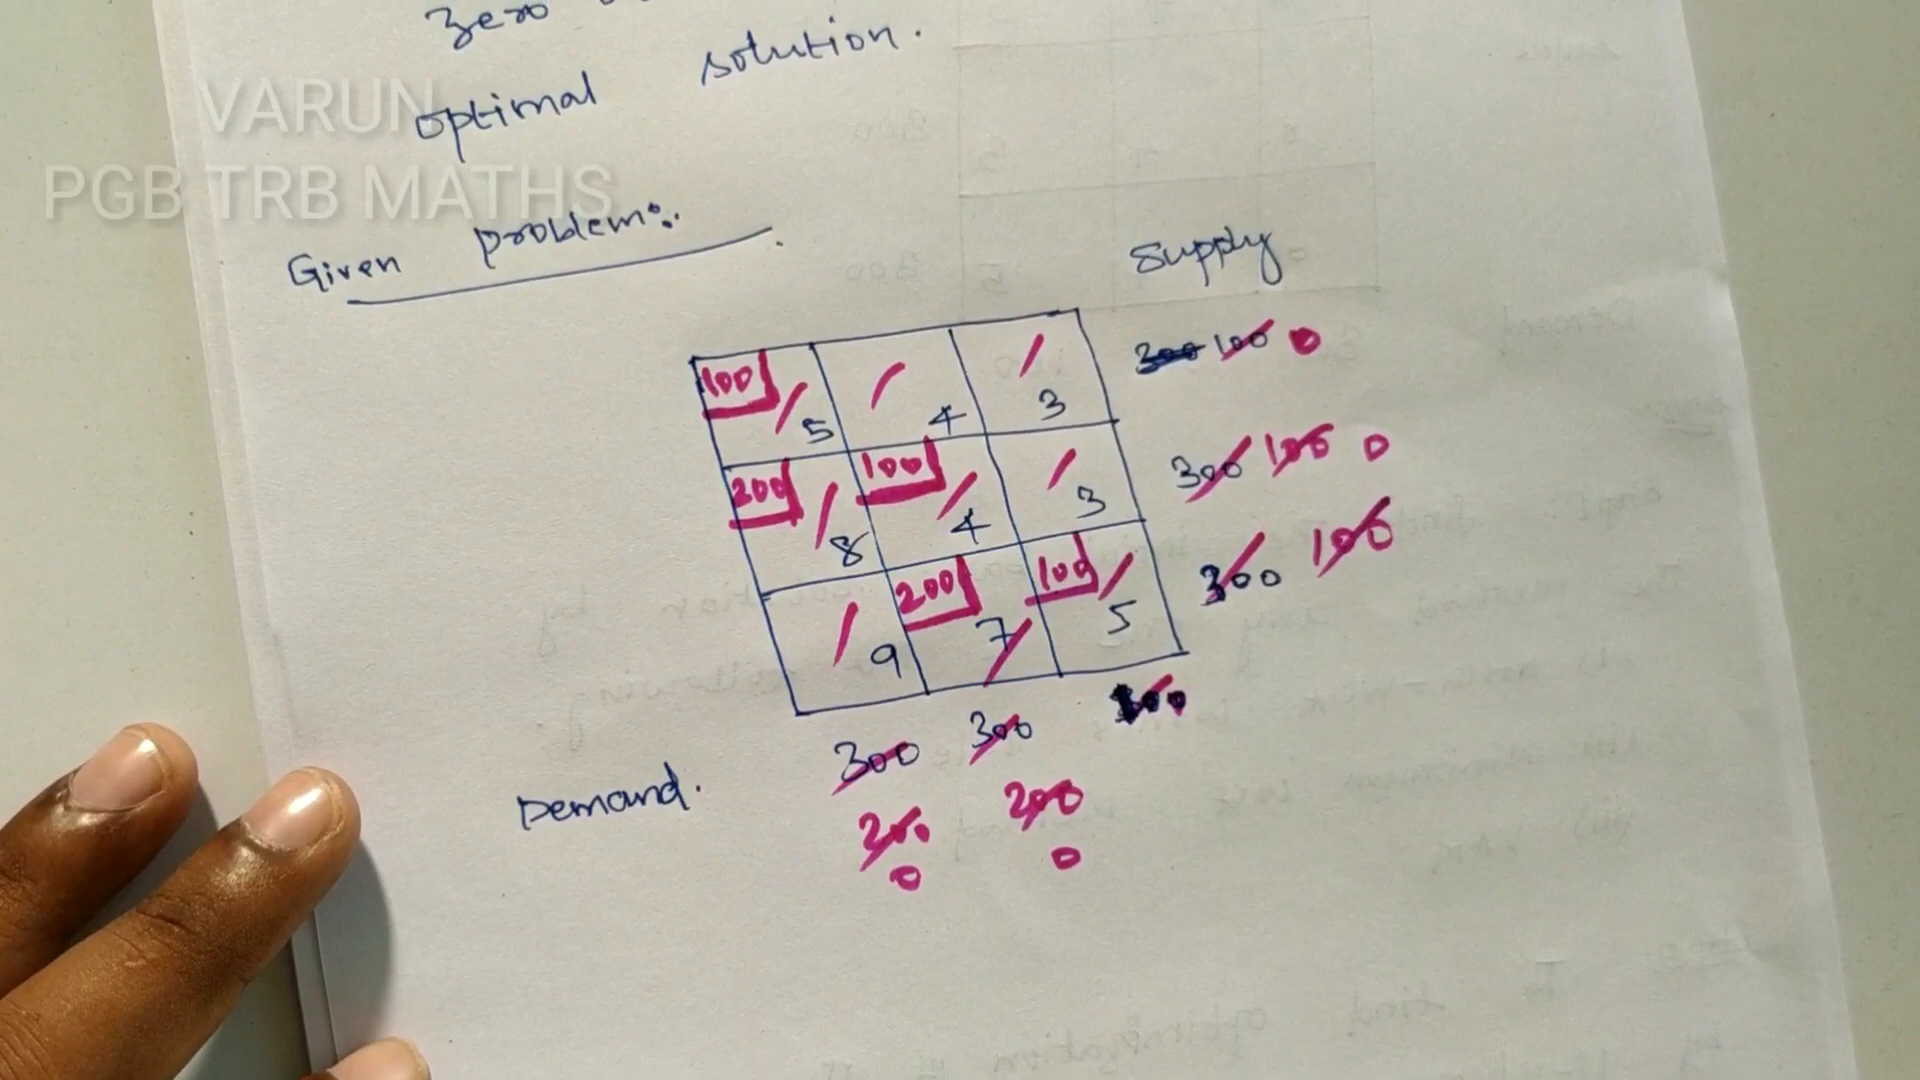 zero
optimal solution.
VARUN
PGB TRB MATHS
Given problem:
Supply
100 5 4 3 300 100 0
200 8 100 4 3 300 100 0
9 200 7 100 5 300 100
Demand. 300 300 100
200 200
0 0